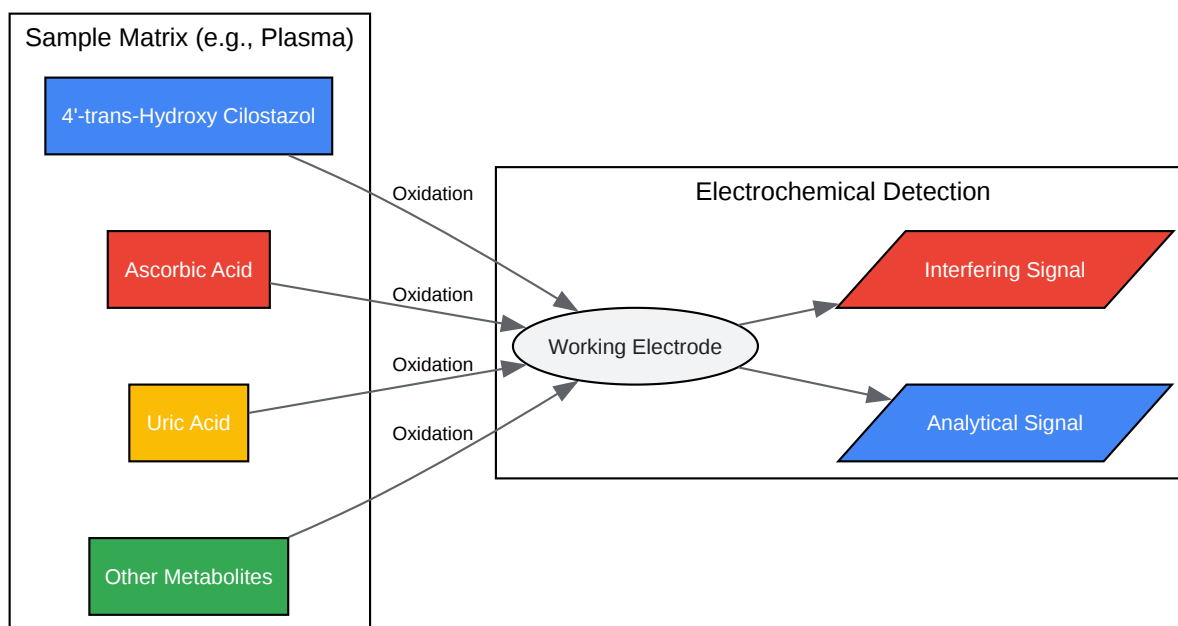 Sample Matrix (e.g., Plasma)
4'-trans-Hydroxy Cilostazol
Ascorbic Acid
Uric Acid
Other Metabolites
Oxidation
Oxidation
Oxidation
Oxidation
Electrochemical Detection
Working Electrode
Interfering Signal
Analytical Signal